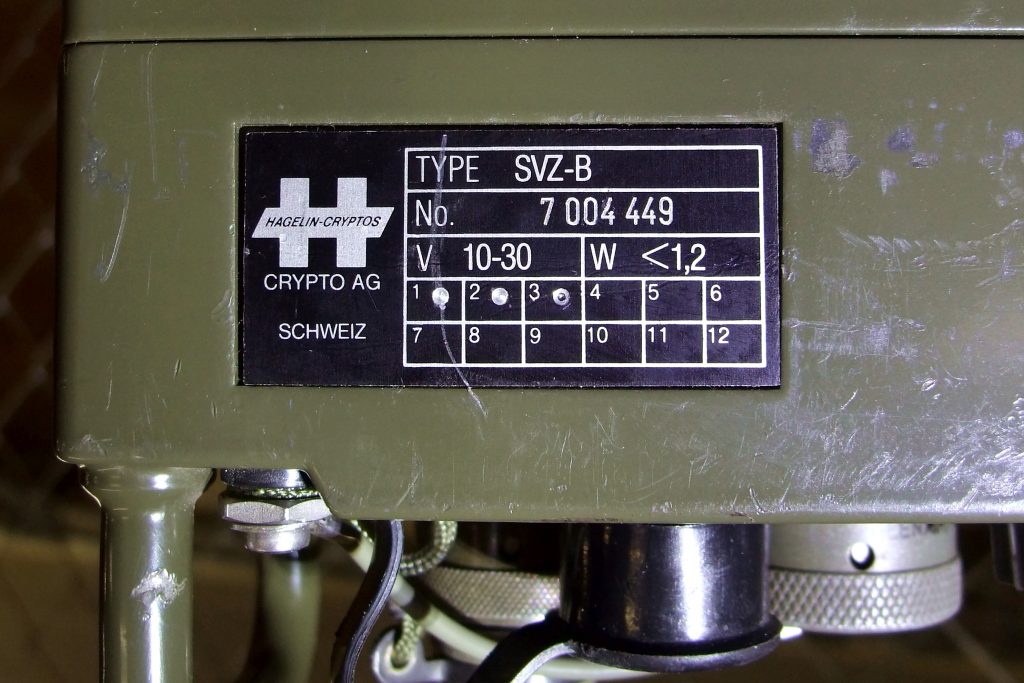 HAGELIN-CRYPTOS
CRYPTO AG
SCHWEIZ
TYPE SVZ-B
No. 7 004 449
V 10-30 W <1,2
1 2 3 4 5 6
7 8 9 10 11 12